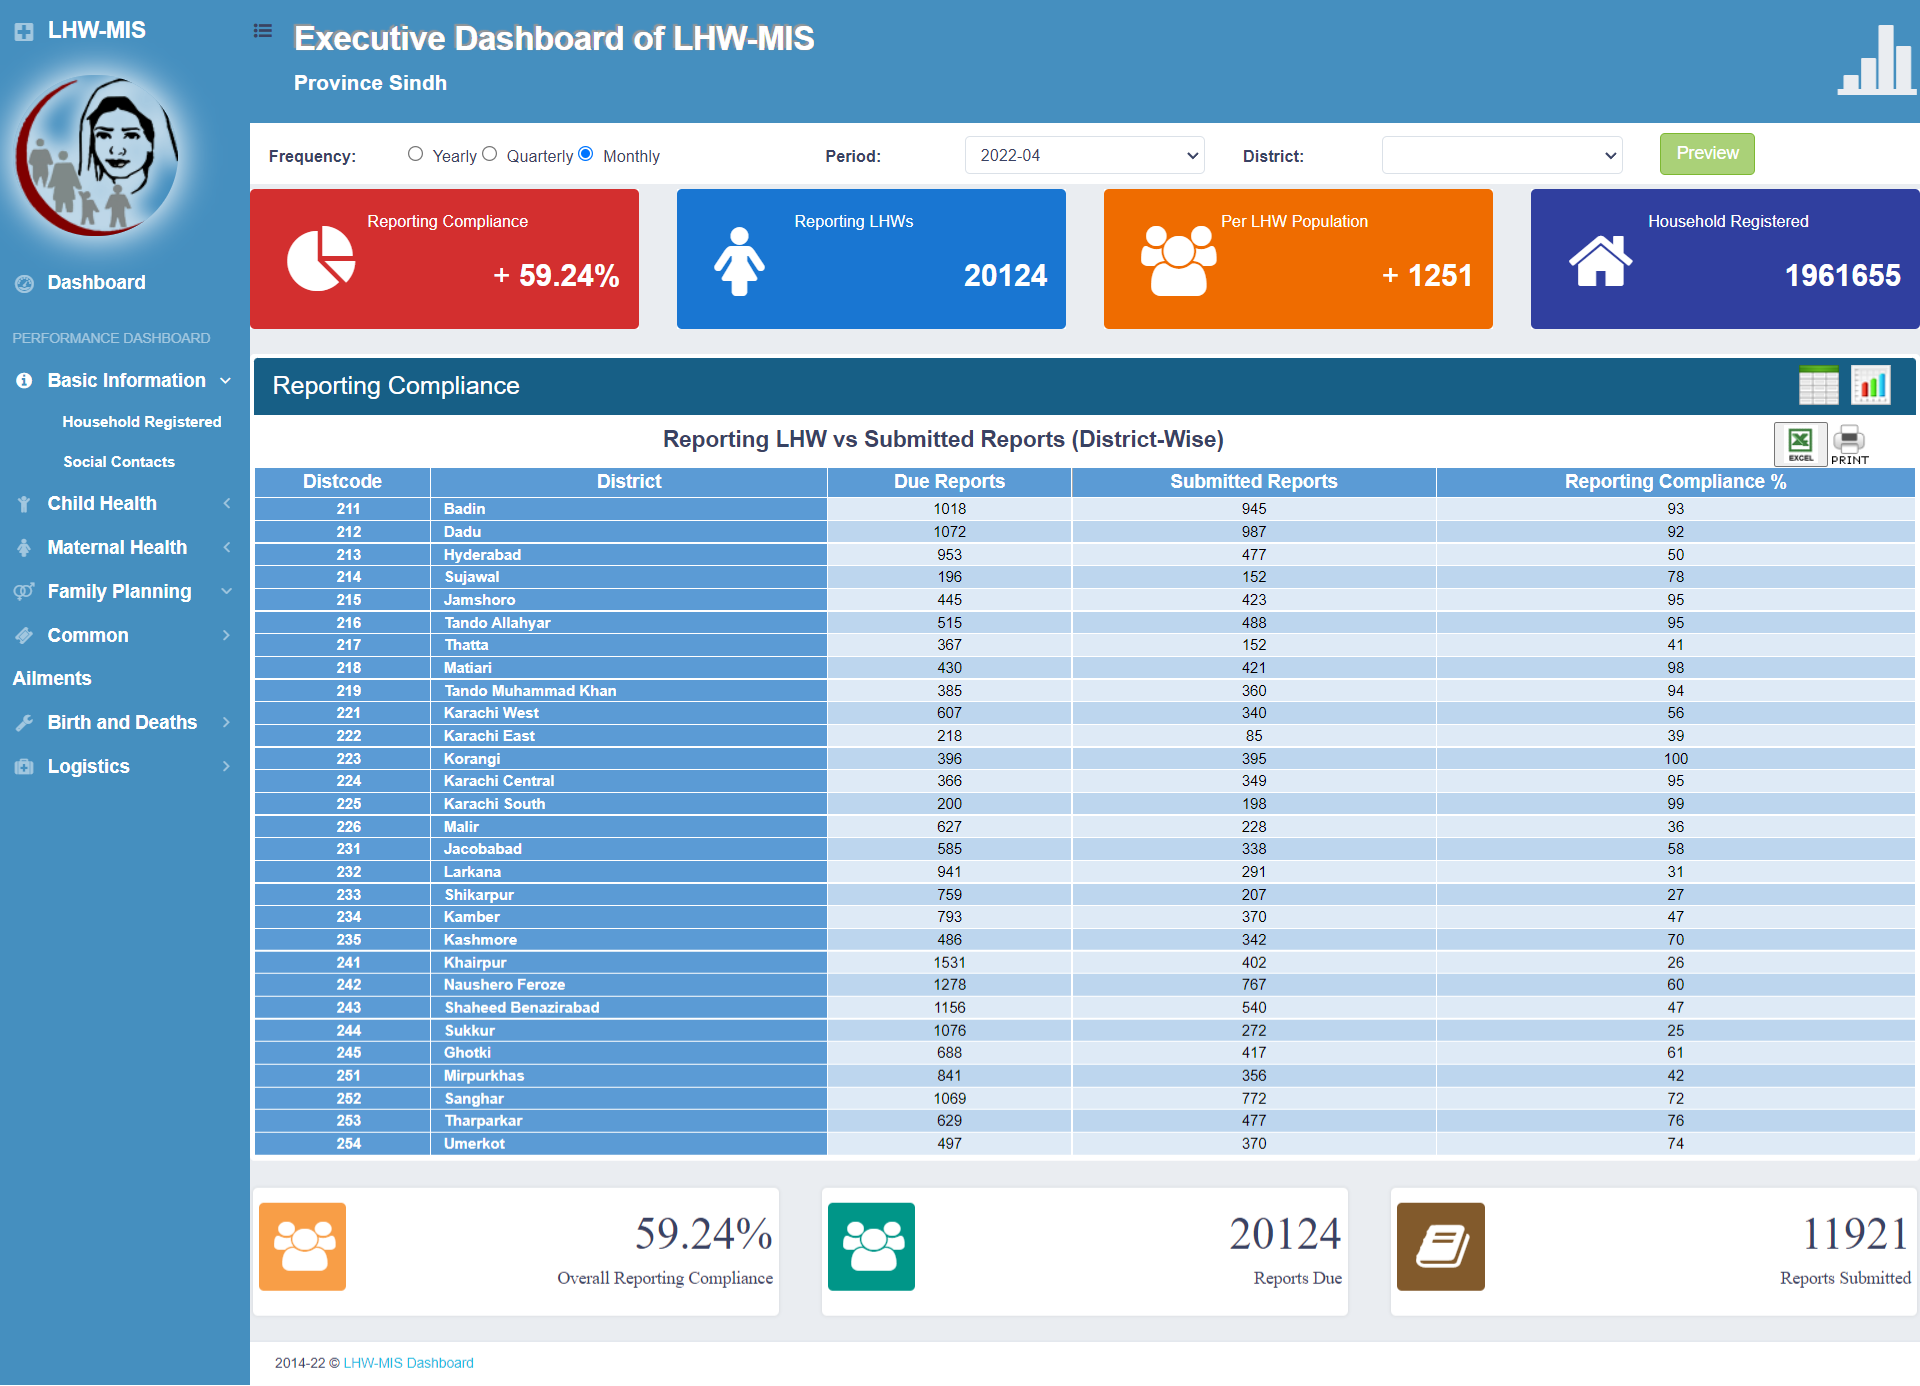 LHW-MIS
Executive Dashboard of LHW-MIS
Province Sindh
Dashboard
PERFORMANCE DASHBOARD
Basic Information
Household Registered
Social Contacts
Child Health
Maternal Health
Family Planning
Common
Ailments
Birth and Deaths
Logistics
Frequency: Yearly Quarterly Monthly Period: 2022-04 District: Preview
Reporting Compliance
+ 59.24%
Reporting LHWs
20124
Per LHW Population
+ 1251
Household Registered
1961655
Reporting Compliance
Reporting LHW vs Submitted Reports (District-Wise)
EXCEL
PRINT
Distcode District Due Reports Submitted Reports Reporting Compliance %
211 Badin 1018 945 93
212 Dadu 1072 987 92
213 Hyderabad 953 477 50
214 Sujawal 196 152 78
215 Jamshoro 445 423 95
216 Tando Allahyar 515 488 95
217 Thatta 367 152 41
218 Matiari 430 421 98
219 Tando Muhammad Khan 385 360 94
221 Karachi West 607 340 56
222 Karachi East 218 85 39
223 Korangi 396 395 100
224 Karachi Central 366 349 95
225 Karachi South 200 198 99
226 Malir 627 228 36
231 Jacobabad 585 338 58
232 Larkana 941 291 31
233 Shikarpur 759 207 27
234 Kamber 793 370 47
235 Kashmore 486 342 70
241 Khairpur 1531 402 26
242 Naushero Feroze 1278 767 60
243 Shaheed Benazirabad 1156 540 47
244 Sukkur 1076 272 25
245 Ghotki 688 417 61
251 Mirpurkhas 841 356 42
252 Sanghar 1069 772 72
253 Tharparkar 629 477 76
254 Umerkot 497 370 74
59.24%
Overall Reporting Compliance
20124
Reports Due
11921
Reports Submitted
2014-22 © LHW-MIS Dashboard